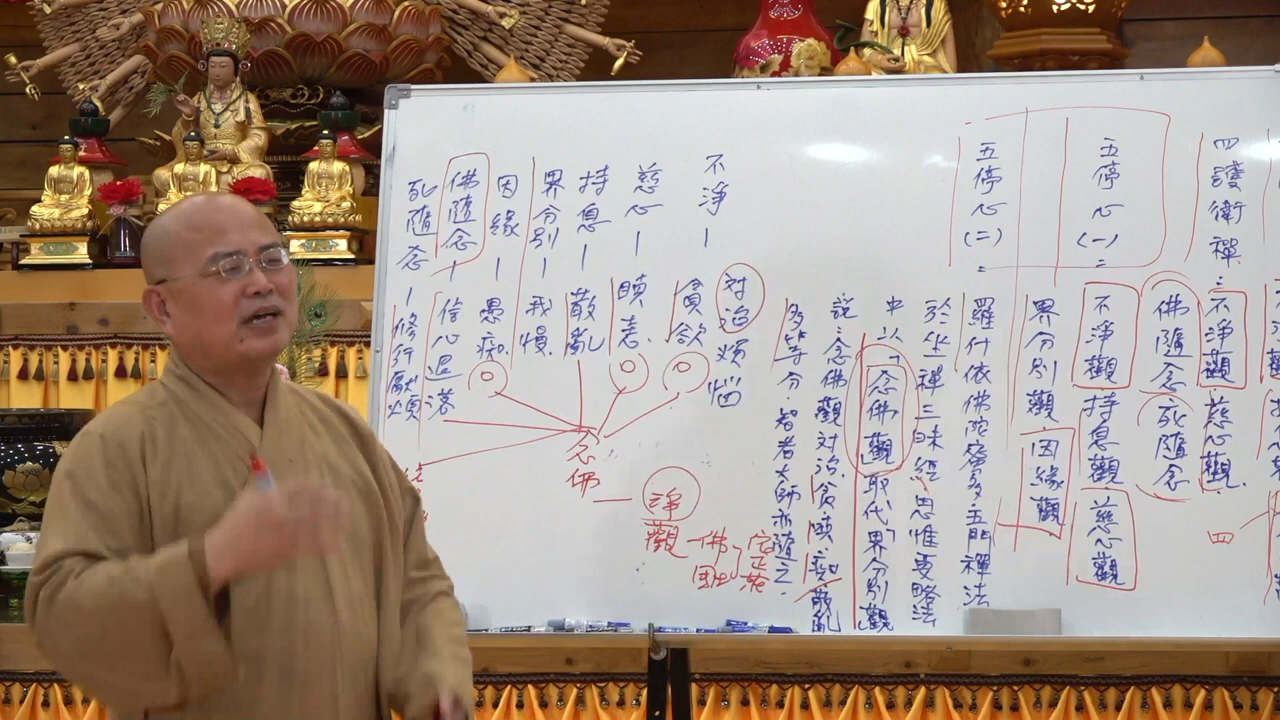 四護衛禪：不淨觀 慈心觀
佛隨念 死隨念
五停心(一)：不淨觀 持息觀 慈心觀
界分別觀 因緣觀
五停心(二)：羅什依佛陀蜜多五門禪法
於坐禪三昧經、思惟要略法
中以「念佛觀」取代「界分別觀」
說：念佛觀對治貪瞋癡散亂
多等分．智者大師亦隨之．
對治煩惱
不淨－貪欲
慈心－瞋恚
持息－散亂
界分別－我慢
因緣－愚癡
佛隨念－信心退
死隨念－修行厭煩
念佛－淨觀
佛
四